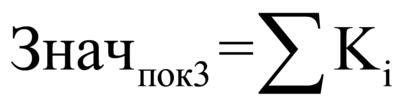 Знач_пок3 = ∑ K_i